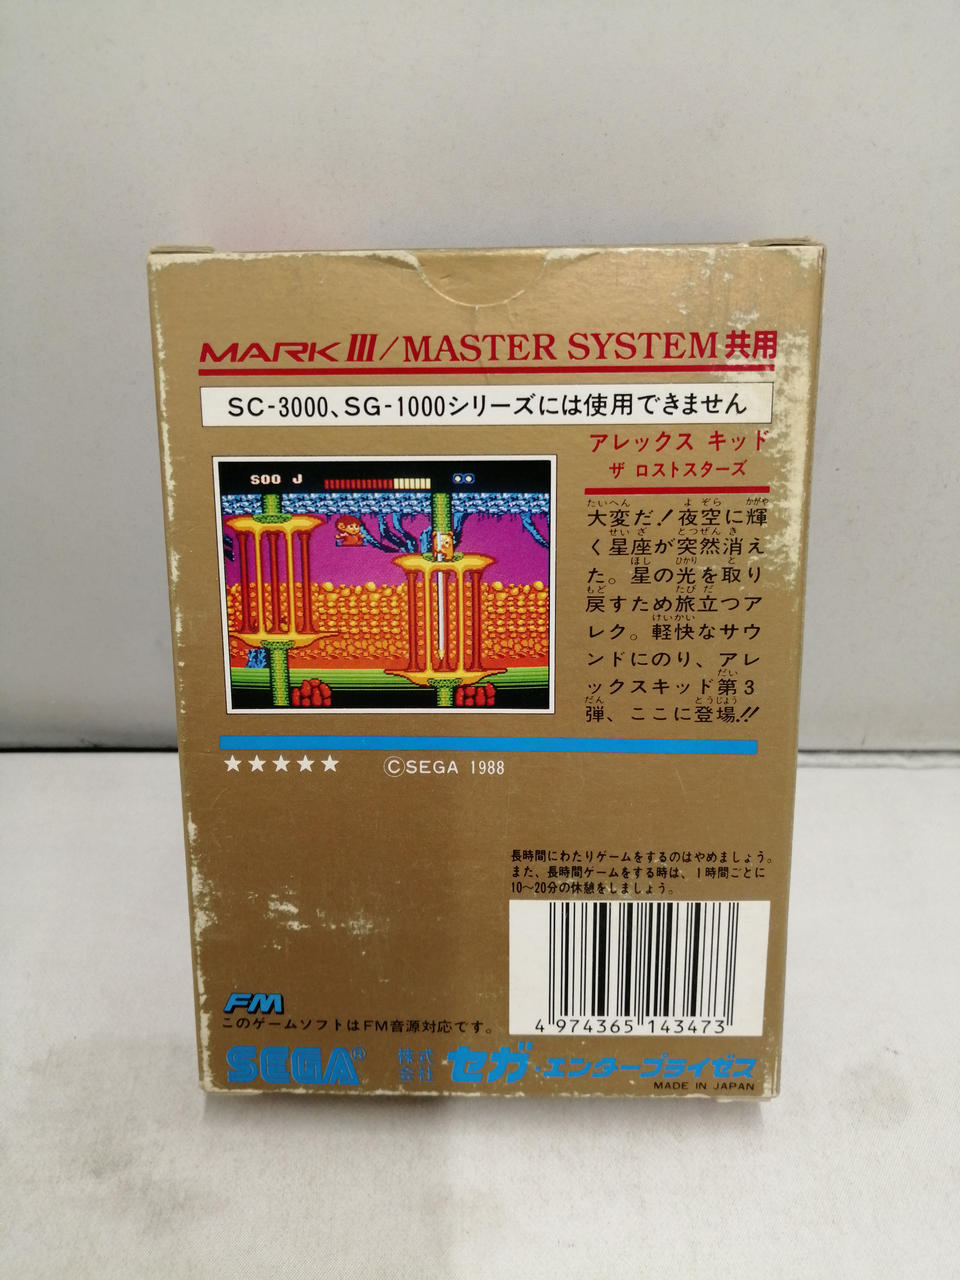 MARK III/MASTER SYSTEM共用
SC-3000、SG-1000シリーズには使用できません
アレックス キッド
ザ ロストスターズ
SOO J
大変だ!夜空に輝
く星座が突然消え
た。星の光を取り
戻すため旅立つア
レク。軽快なサウ
ンドにのり、アレ
ックスキッド第3
弾、ここに登場!!
★★★★★ ©SEGA 1988
長時間にわたりゲームをするのはやめましょう。
また、長時間ゲームをする時は、1時間ごとに
10〜20分の休憩をしましょう。
4 974365 143473
FM
このゲームソフトはFM音源対応です。
SEGA® 株式会社 セガ・エンタープライゼス
MADE IN JAPAN